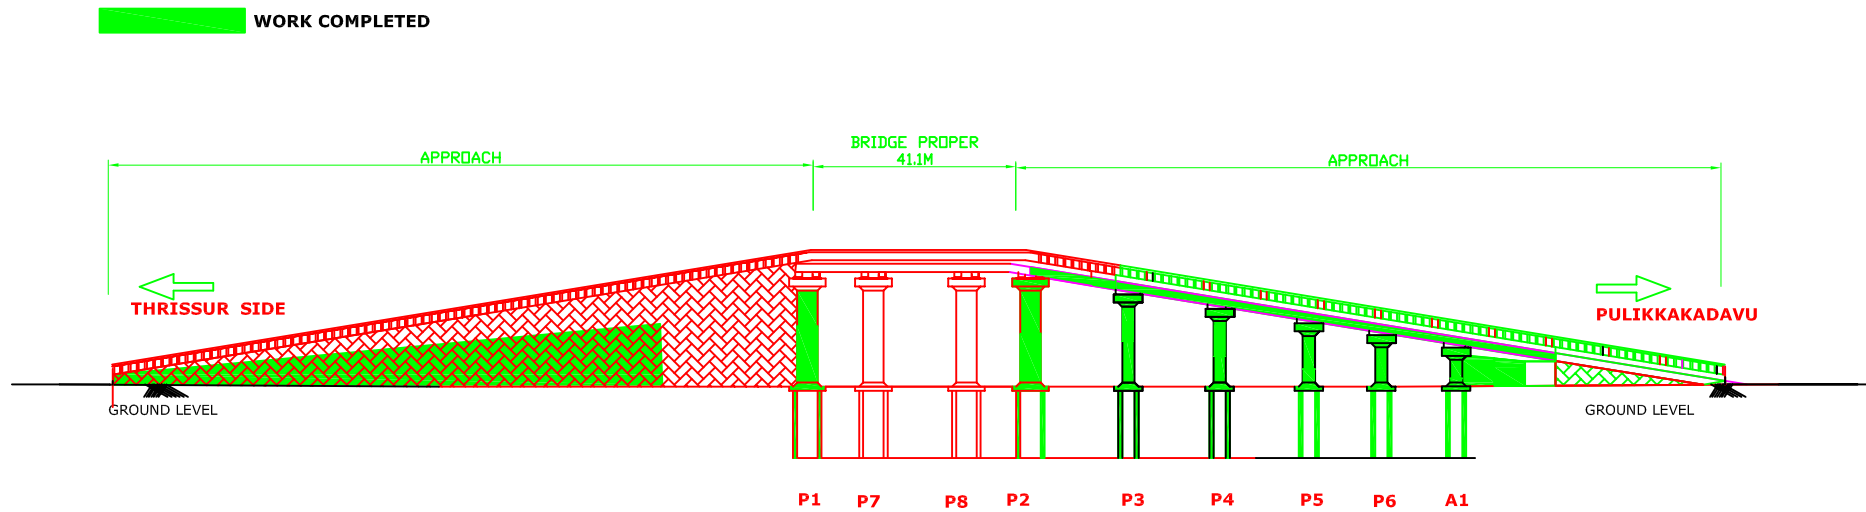 WORK COMPLETED
BRIDGE PROPER
APPROACH 41.1M APPROACH
THRISSUR SIDE PULIKKAKADAVU
GROUND LEVEL GROUND LEVEL
P1 P7 P8 P2 P3 P4 P5 P6 A1